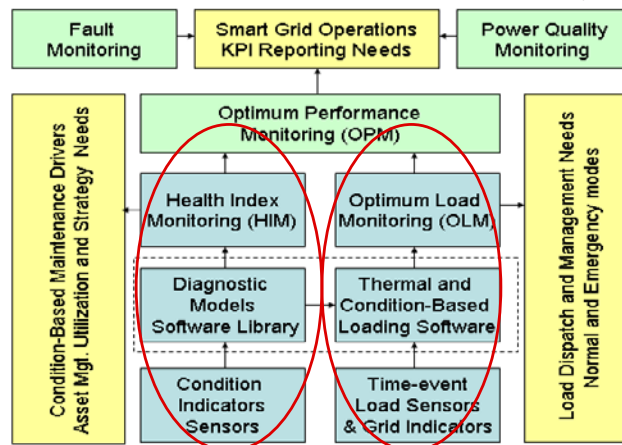 Fault
Monitoring
Smart Grid Operations
KPI Reporting Needs
Power Quality
Monitoring
Condition-Based Maintenance Drivers
Asset Mgl. Utilization and Strategy Needs
Optimum Performance
Monitoring (OPM)
Health Index
Monitoring (HIM)
Optimum Load
Monitoring (OLM)
Diagnostic
Models
Software Library
Thermal and
Condition-Based
Loading Software
Condition
Indicators
Sensors
Time-event
Load Sensors
& Grid Indicators
Load Dispatch and Management Needs
Normal and Emergency modes